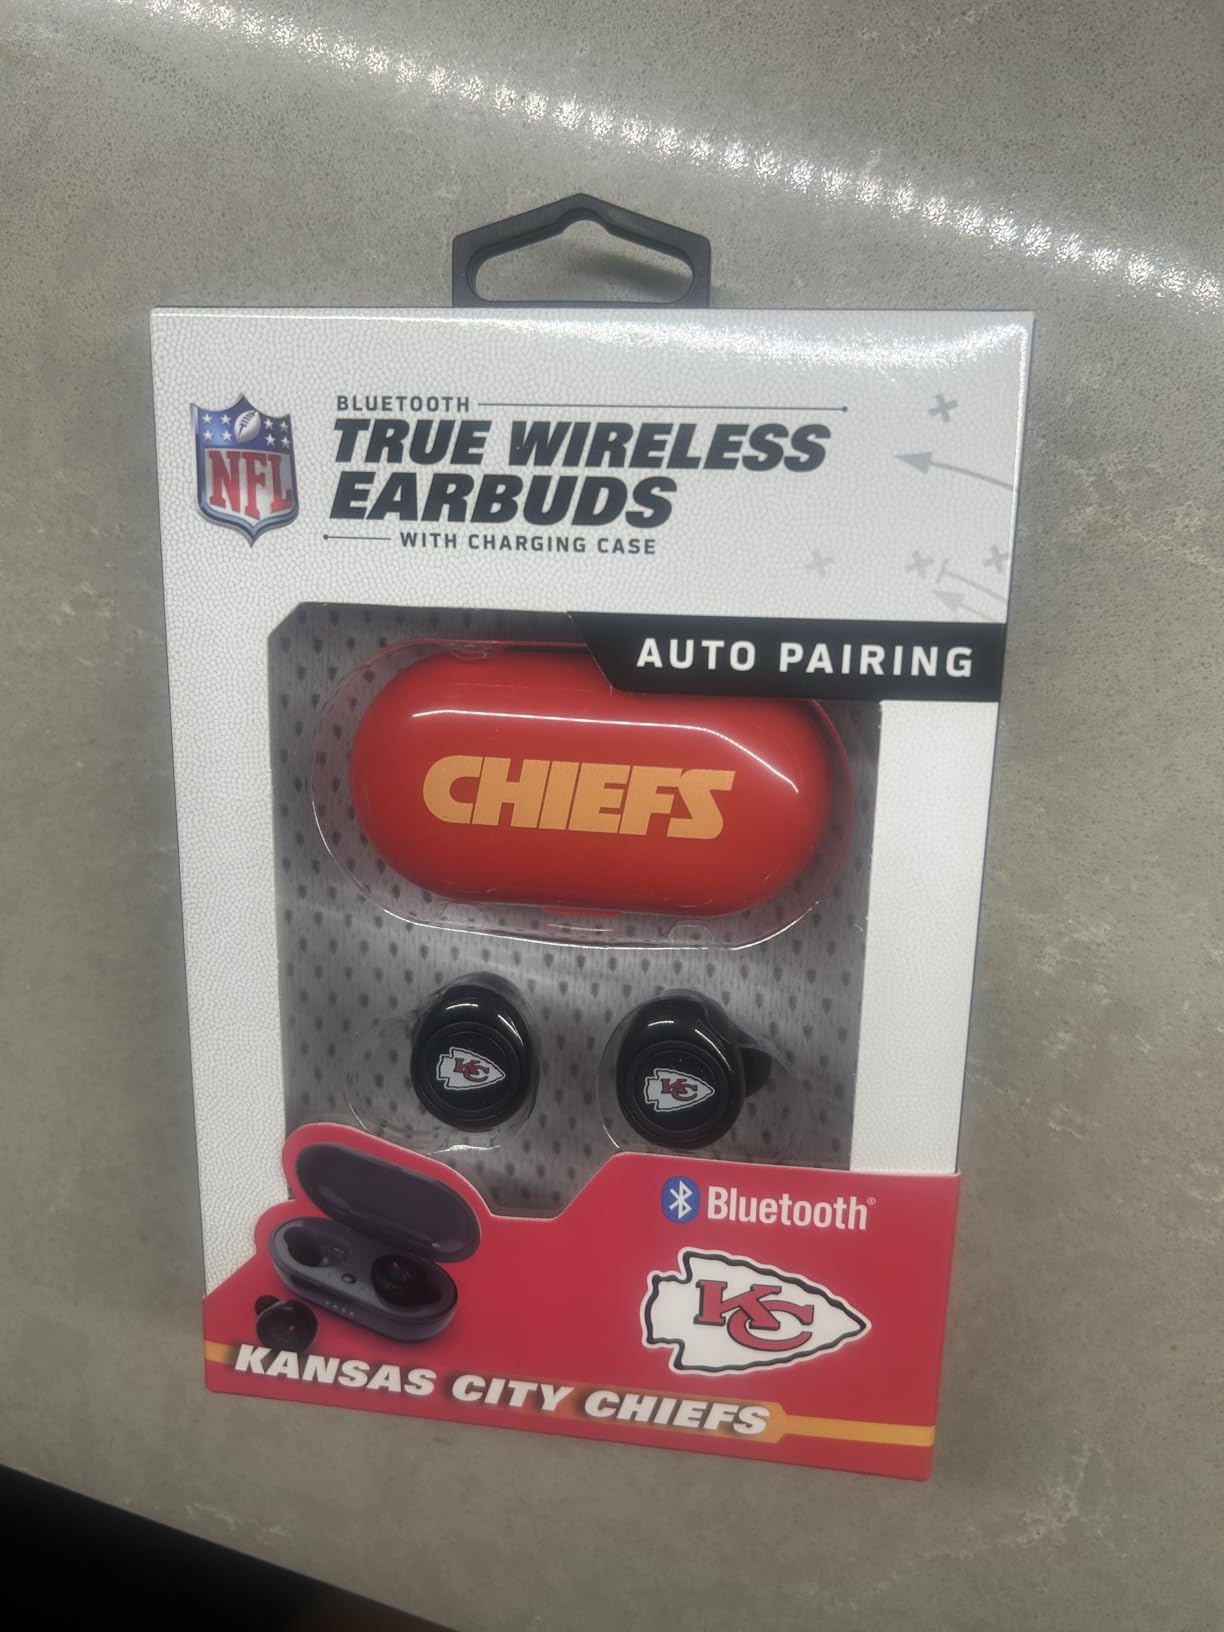 NFL
BLUETOOTH
TRUE WIRELESS
EARBUDS
WITH CHARGING CASE
AUTO PAIRING
CHIEFS
KC
KC
Bluetooth®
KC
KANSAS CITY CHIEFS